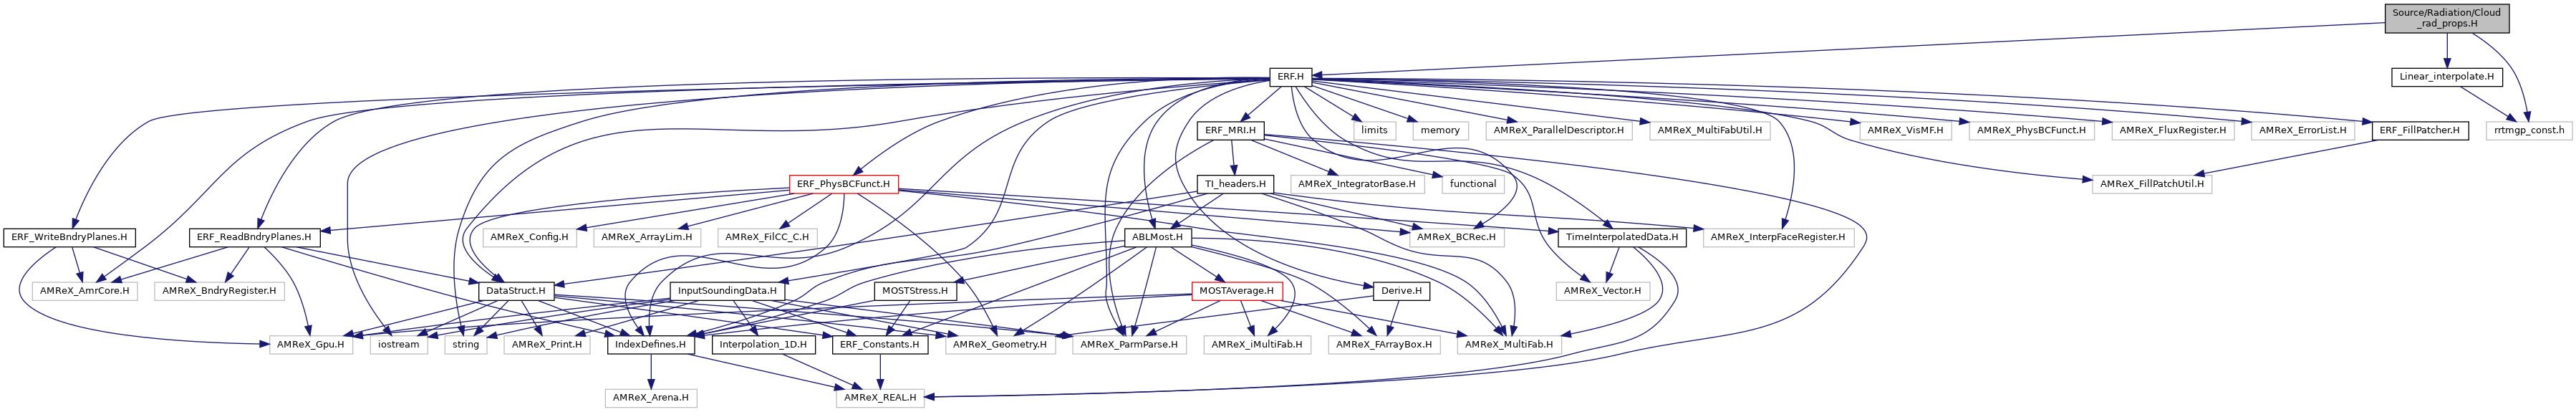 Source/Radiation/Cloud
_rad_props.H
ERF.H
Linear_interpolate.H
ERF_MRI.H
limits
memory
AMReX_ParallelDescriptor.H
AMReX_MultiFabUtil.H
AMReX_VisMF.H
AMReX_PhysBCFunct.H
AMReX_FluxRegister.H
AMReX_ErrorList.H
ERF_FillPatcher.H
rrtmgp_const.h
ERF_PhysBCFunct.H
TI_headers.H
AMReX_IntegratorBase.H
functional
AMReX_FillPatchUtil.H
ERF_WriteBndryPlanes.H
ERF_ReadBndryPlanes.H
AMReX_Config.H
AMReX_ArrayLim.H
AMReX_FilCC_C.H
ABLMost.H
AMReX_BCRec.H
TimeInterpolatedData.H
AMReX_InterpFaceRegister.H
AMReX_AmrCore.H
AMReX_BndryRegister.H
DataStruct.H
InputSoundingData.H
MOSTStress.H
MOSTAverage.H
Derive.H
AMReX_Vector.H
AMReX_Gpu.H
iostream
string
AMReX_Print.H
IndexDefines.H
Interpolation_1D.H
ERF_Constants.H
AMReX_Geometry.H
AMReX_ParmParse.H
AMReX_iMultiFab.H
AMReX_FArrayBox.H
AMReX_MultiFab.H
AMReX_Arena.H
AMReX_REAL.H